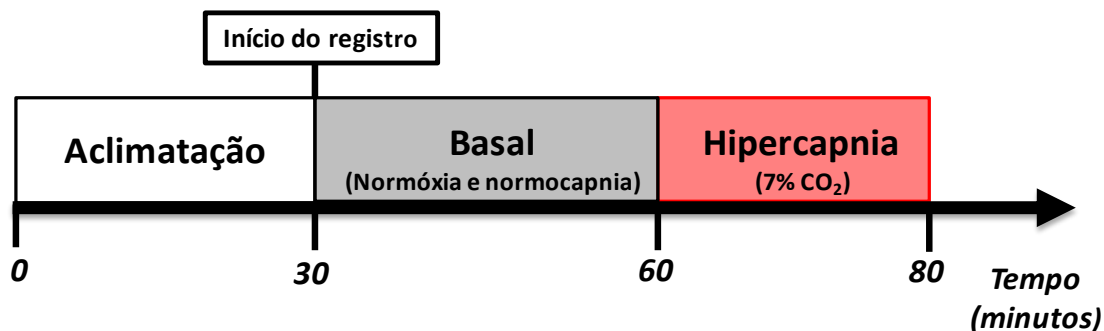 Início do registro
Aclimatação
Basal
(Normóxia e normocapnia)
Hipercapnia
(7% CO₂)
0
30
60
80
Tempo
(minutos)